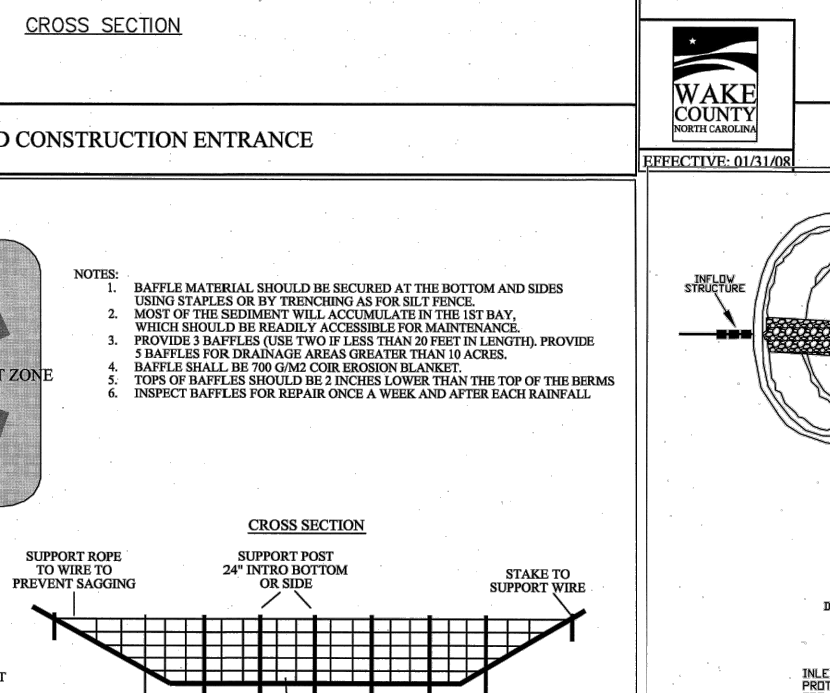 CROSS SECTION
WAKE
COUNTY
NORTH CAROLINA
CONSTRUCTION ENTRANCE
EFFECTIVE: 01/31/08
NOTES:
1. BAFFLE MATERIAL SHOULD BE SECURED AT THE BOTTOM AND SIDES
USING STAPLES OR BY TRENCHING AS FOR SILT FENCE.
2. MOST OF THE SEDIMENT WILL ACCUMULATE IN THE 1ST BAY,
WHICH SHOULD BE READILY ACCESSIBLE FOR MAINTENANCE.
3. PROVIDE 3 BAFFLES (USE TWO IF LESS THAN 20 FEET IN LENGTH). PROVIDE
5 BAFFLES FOR DRAINAGE AREAS GREATER THAN 10 ACRES.
4. BAFFLE SHALL BE 700 G/M2 COIR EROSION BLANKET.
5. TOPS OF BAFFLES SHOULD BE 2 INCHES LOWER THAN THE TOP OF THE BERMS
6. INSPECT BAFFLES FOR REPAIR ONCE A WEEK AND AFTER EACH RAINFALL
T ZONE
INFLOW
STRUCTURE
CROSS SECTION
SUPPORT ROPE
TO WIRE TO
PREVENT SAGGING
SUPPORT POST
24" INTRO BOTTOM
OR SIDE
STAKE TO
SUPPORT WIRE
INLE
PROT